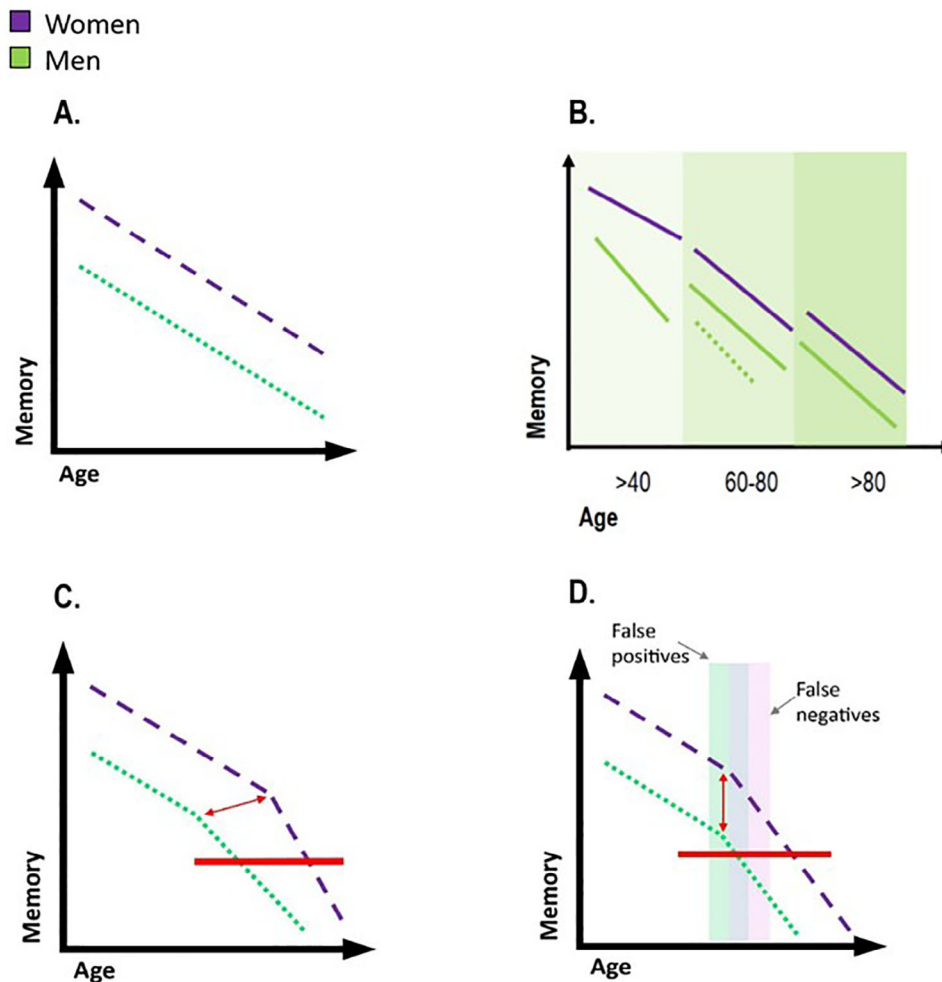 Women
Men
A.
Memory
Age
B.
Memory
>40
60-80
>80
Age
C.
Memory
Age
D.
False
positives
False
negatives
Memory
Age